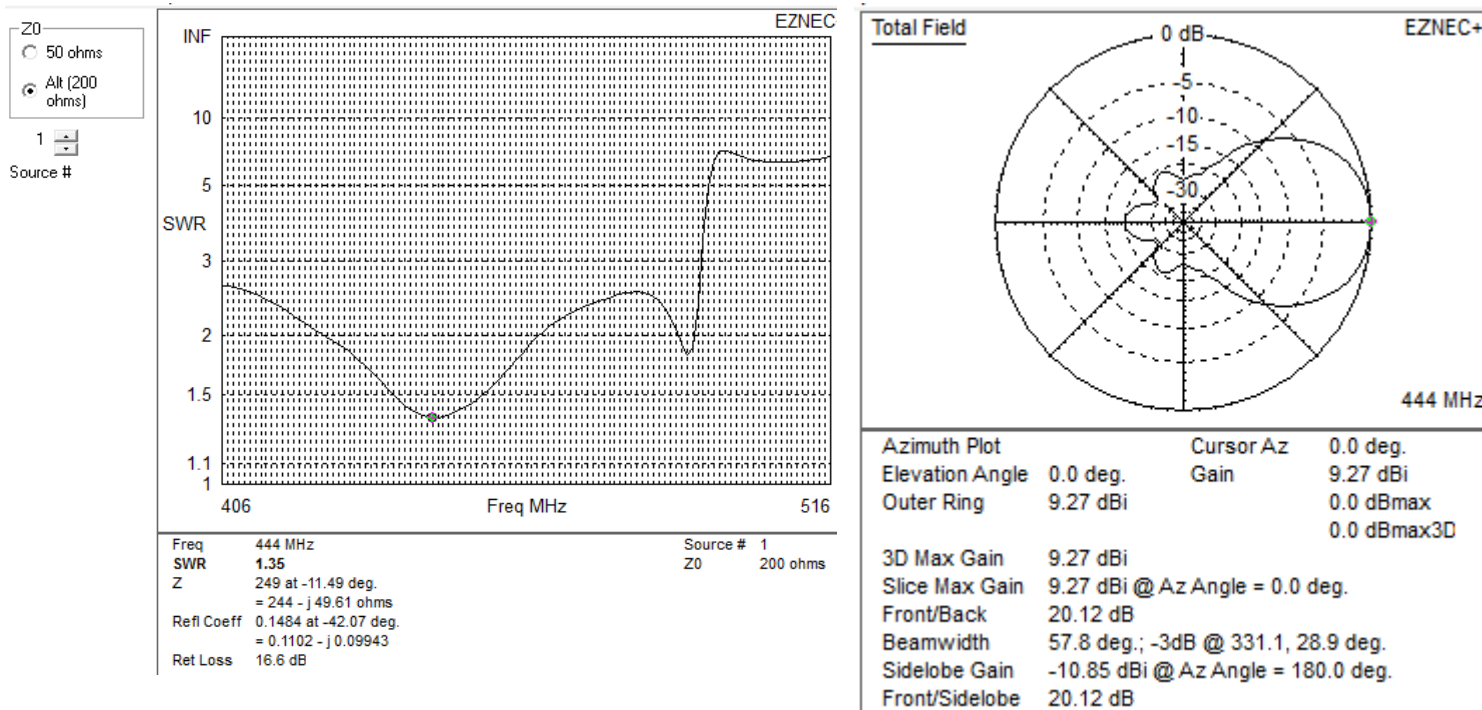 Z0
50 ohms
Alt (200
ohms)
1
Source #
EZNEC
INF
10
5
SWR
3
2
1.5
1.1
1
406
Freq MHz
516
Freq 444 MHz Source # 1
SWR 1.35 Z0 200 ohms
Z 249 at -11.49 deg.
= 244 - j 49.61 ohms
Refl Coeff 0.1484 at -42.07 deg.
= 0.1102 - j 0.09943
Ret Loss 16.6 dB
Total Field
EZNEC+
0 dB
-5
-10
-15
-30
444 MHz
Azimuth Plot Cursor Az 0.0 deg.
Elevation Angle 0.0 deg. Gain 9.27 dBi
Outer Ring 9.27 dBi 0.0 dBmax
0.0 dBmax3D
3D Max Gain 9.27 dBi
Slice Max Gain 9.27 dBi @ Az Angle = 0.0 deg.
Front/Back 20.12 dB
Beamwidth 57.8 deg.; -3dB @ 331.1, 28.9 deg.
Sidelobe Gain -10.85 dBi @ Az Angle = 180.0 deg.
Front/Sidelobe 20.12 dB